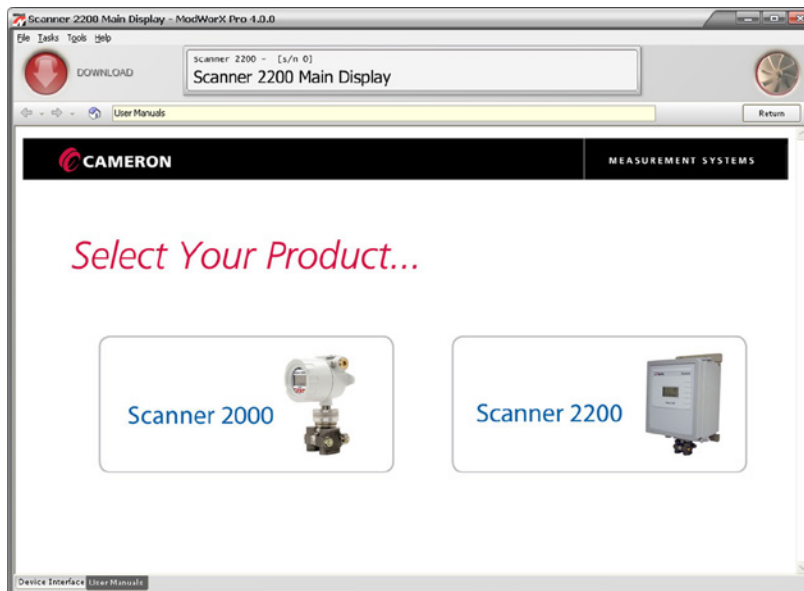 Scanner 2200 Main Display - ModWorX Pro 4.0.0
File Tasks Tools Help
DOWNLOAD
Scanner 2200 - [s/n 0]
Scanner 2200 Main Display
User Manuals
Return
CAMERON
MEASUREMENT SYSTEMS
Select Your Product...
Scanner 2000
Scanner 2200
Device Interface User Manuals